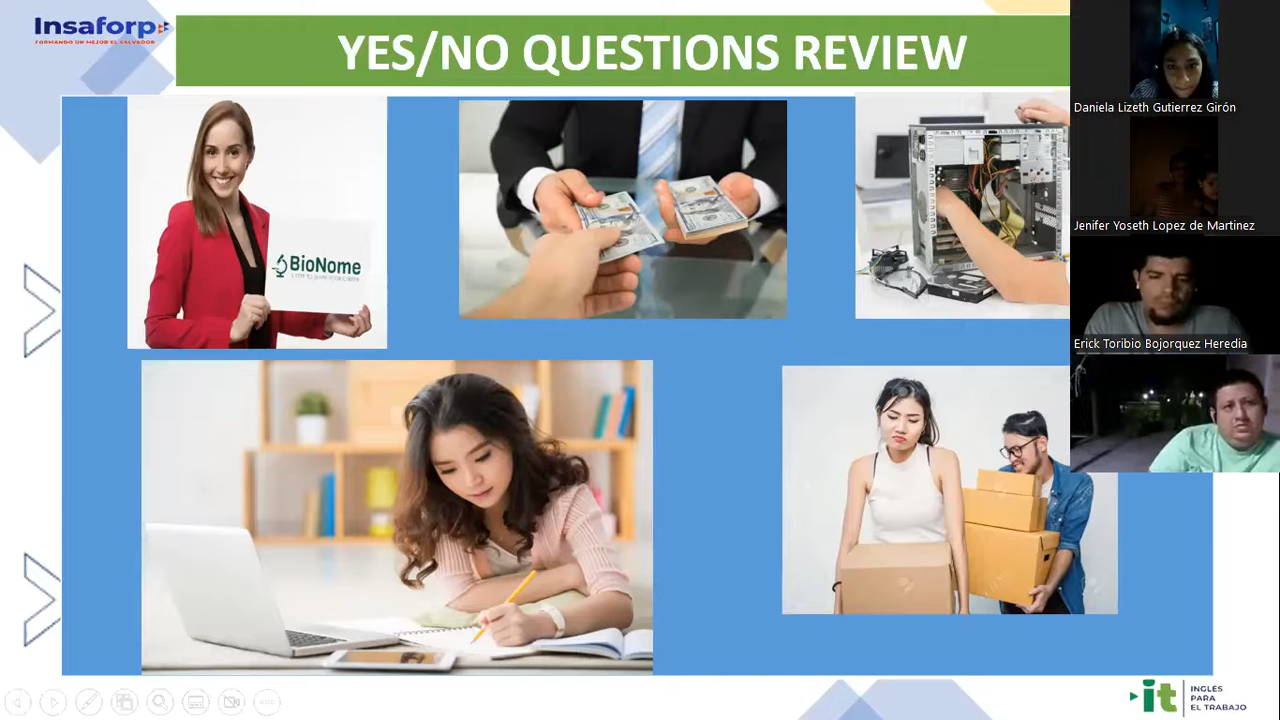 Insaforp
FORMANDO UN MEJOR EL SALVADOR
YES/NO QUESTIONS REVIEW
BioNome
Daniela Lizeth Gutierrez Girón
Jenifer Yoseth Lopez de Martinez
Erick Toribio Bojorquez Heredia
it
INGLÉS
PARA
EL TRABAJO